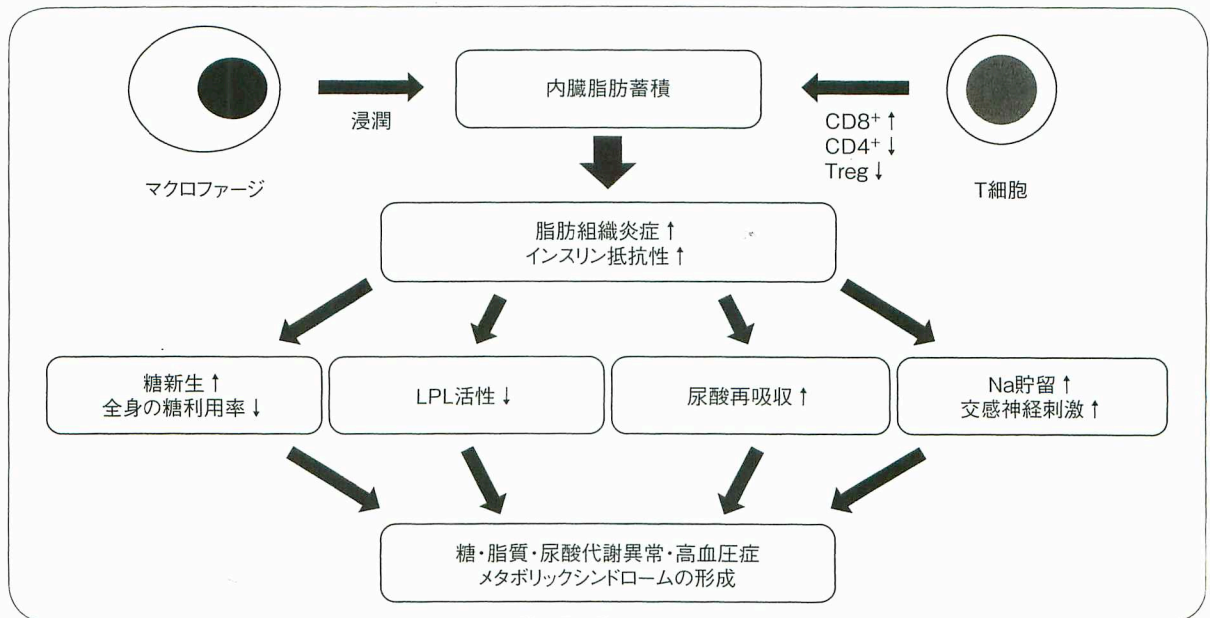 内臓脂肪蓄積
浸潤
CD8⁺↑
CD4⁺↓
Treg↓
マクロファージ
T細胞
脂肪組織炎症↑
インスリン抵抗性↑
糖新生↑
全身の糖利用率↓
LPL活性↓
尿酸再吸収↑
Na貯留↑
交感神経刺激↑
糖・脂質・尿酸代謝異常・高血圧症
メタボリックシンドロームの形成